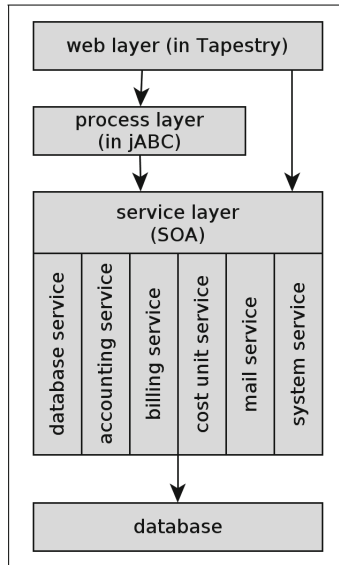 web layer (in Tapestry)
process layer
(in jABC)
service layer
(SOA)
database service
accounting service
billing service
cost unit service
mail service
system service
database